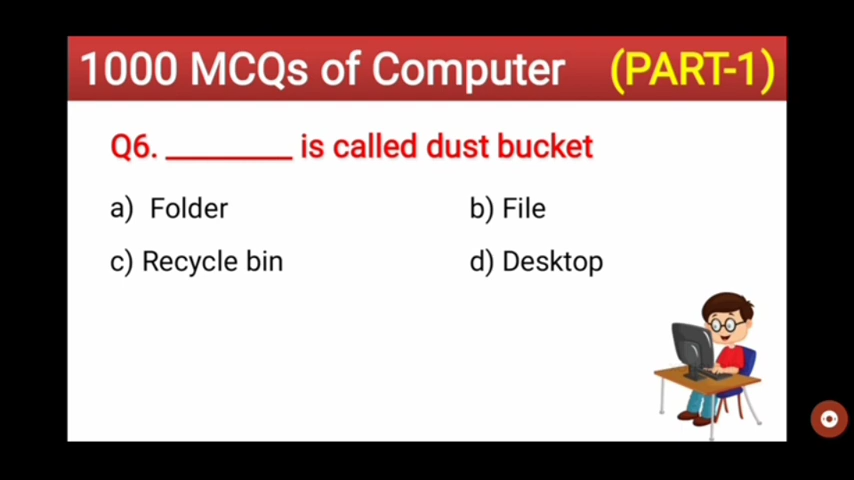 1000 MCQs of Computer (PART-1)
Q6. ________ is called dust bucket
a) Folder b) File
c) Recycle bin d) Desktop